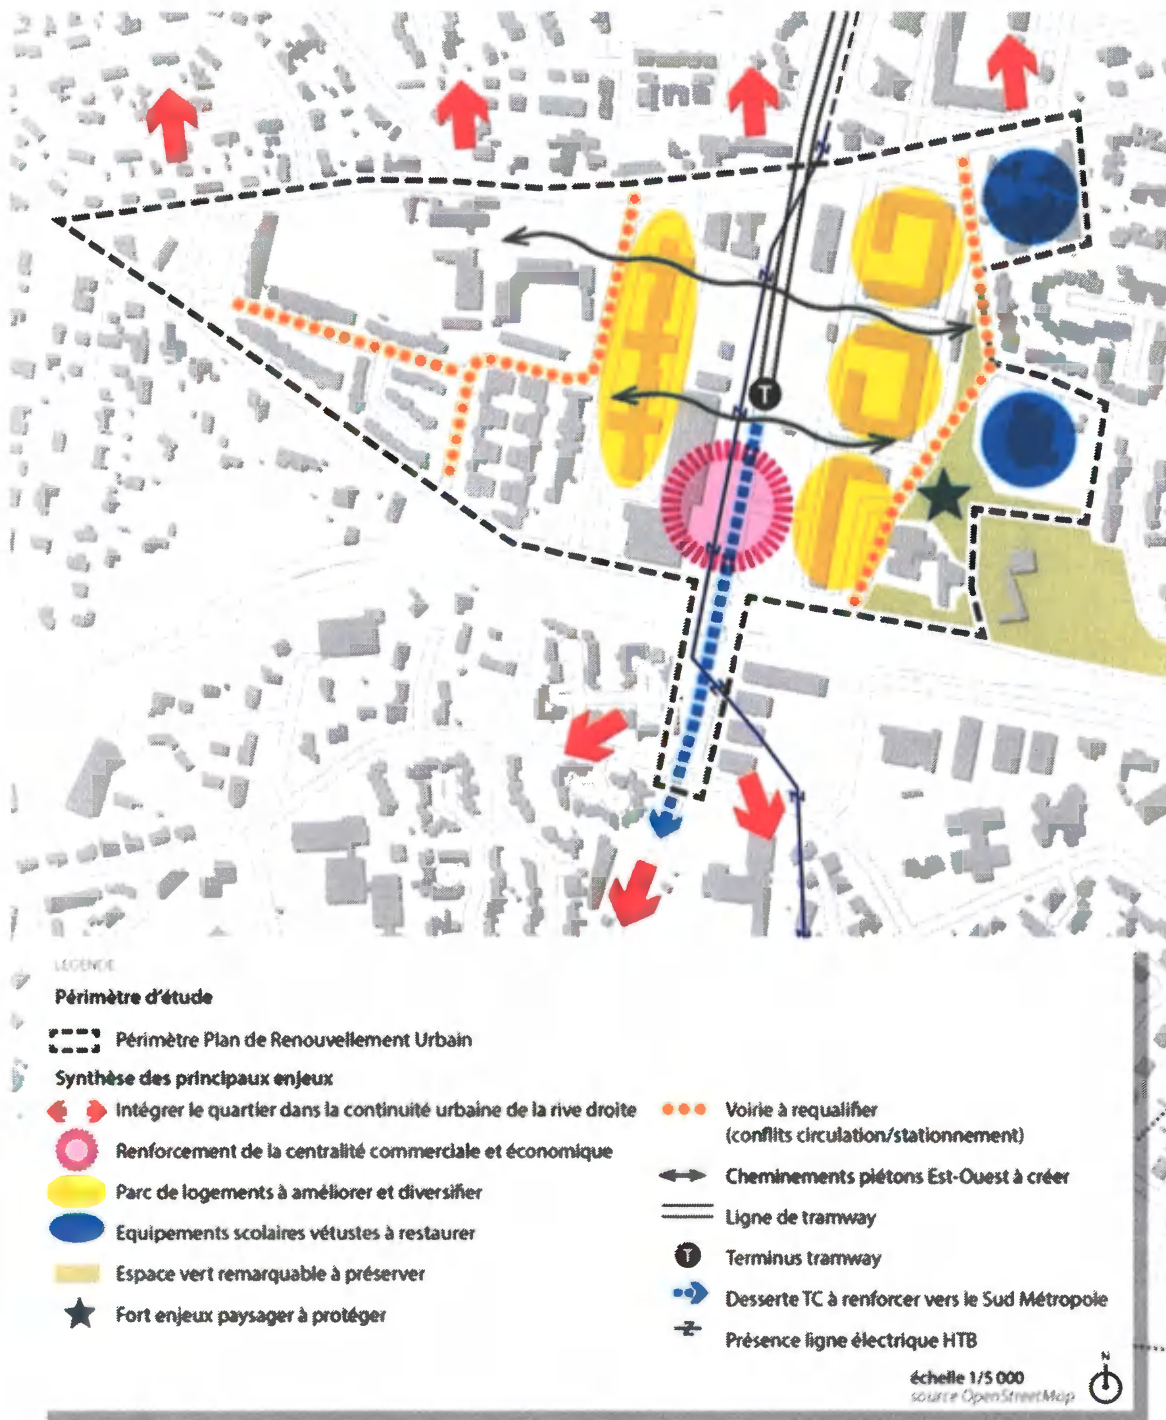 T
LEGENDE
Périmètre d'étude
Périmètre Plan de Renouvellement Urbain
Synthèse des principaux enjeux
Intégrer le quartier dans la continuité urbaine de la rive droite
Renforcement de la centralité commerciale et économique
Parc de logements à améliorer et diversifier
Equipements scolaires vétustes à restaurer
Espace vert remarquable à préserver
Fort enjeux paysager à protéger
Voirie à requalifier
(conflits circulation/stationnement)
Cheminements piétons Est-Ouest à créer
Ligne de tramway
T Terminus tramway
Desserte TC à renforcer vers le Sud Métropole
Présence ligne électrique HTB
N
échelle 1/5 000
source OpenStreetMap